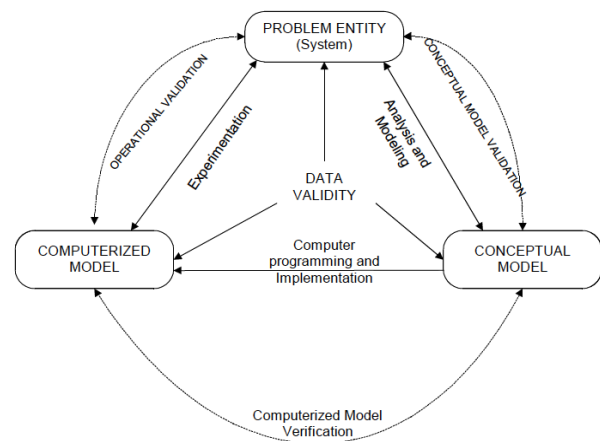 PROBLEM ENTITY
(System)
OPERATIONAL VALIDATION
Experimentation
Analysis and
Modeling
CONCEPTUAL MODEL VALIDATION
DATA
VALIDITY
COMPUTERIZED
MODEL
Computer
programming and
Implementation
CONCEPTUAL
MODEL
Computerized Model
Verification